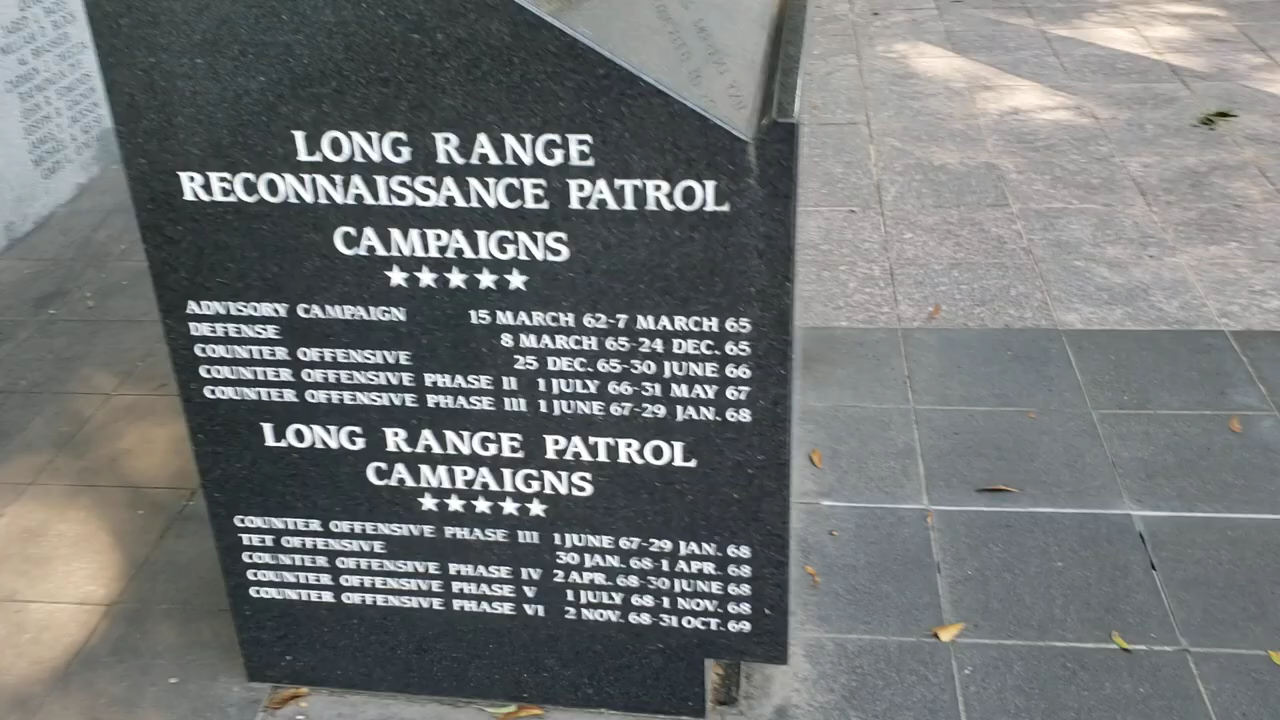 LONG RANGE
RECONNAISSANCE PATROL
CAMPAIGNS
★★★★★
ADVISORY CAMPAIGN 15 MARCH 62-7 MARCH 65
DEFENSE 8 MARCH 65-24 DEC. 65
COUNTER OFFENSIVE 25 DEC. 65-30 JUNE 66
COUNTER OFFENSIVE PHASE II 1 JULY 66-31 MAY 67
COUNTER OFFENSIVE PHASE III 1 JUNE 67-29 JAN. 68
LONG RANGE PATROL
CAMPAIGNS
★★★★★
COUNTER OFFENSIVE PHASE III 1 JUNE 67-29 JAN. 68
TET OFFENSIVE 30 JAN. 68-1 APR. 68
COUNTER OFFENSIVE PHASE IV 2 APR. 68-30 JUNE 68
COUNTER OFFENSIVE PHASE V 1 JULY 68-1 NOV. 68
COUNTER OFFENSIVE PHASE VI 2 NOV. 68-31 OCT. 69